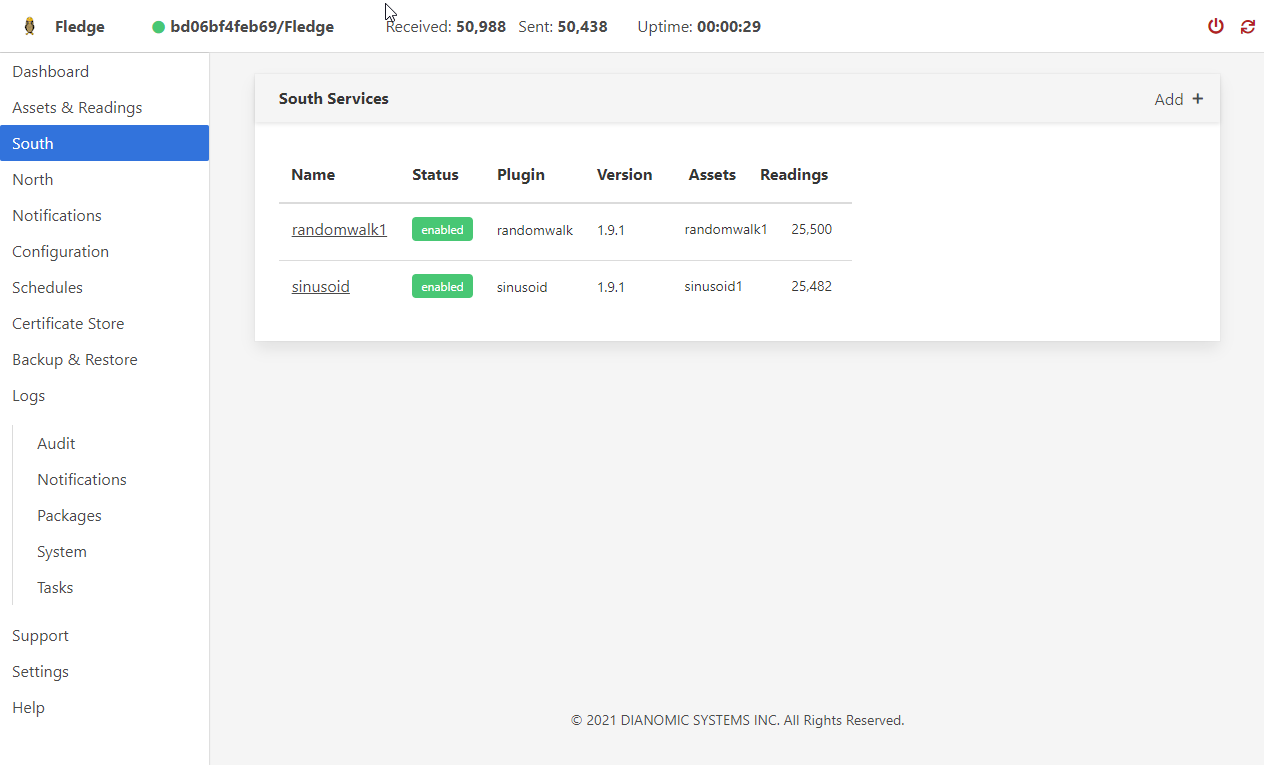 Fledge bd06bf4feb69/Fledge Received: 50,988 Sent: 50,438 Uptime: 00:00:29
Dashboard
Assets & Readings
South
North
Notifications
Configuration
Schedules
Certificate Store
Backup & Restore
Logs
Audit
Notifications
Packages
System
Tasks
Support
Settings
Help
South Services Add +
Name Status Plugin Version Assets Readings
randomwalk1 enabled randomwalk 1.9.1 randomwalk1 25,500
sinusoid enabled sinusoid 1.9.1 sinusoid1 25,482
© 2021 DIANOMIC SYSTEMS INC. All Rights Reserved.